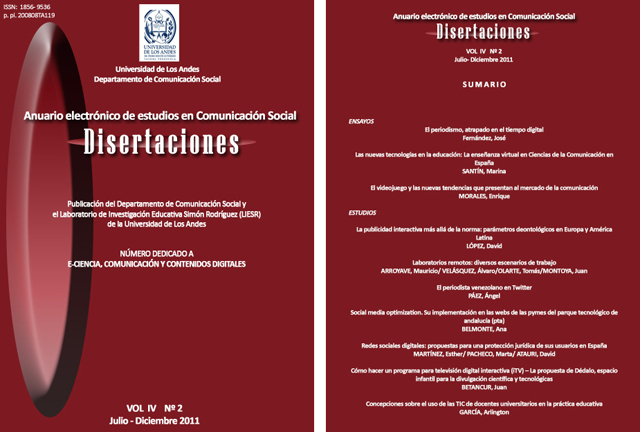 ISSN: 1856- 9536
p. pi. 200808TA119
UNIVERSIDAD
DE LOS ANDES
Universidad de Los Andes
Departamento de Comunicación Social
Anuario electrónico de estudios en Comunicación Social
Disertaciones
Publicación del Departamento de Comunicación Social y
el Laboratorio de Investigación Educativa Simón Rodríguez (LIESR)
de la Universidad de Los Andes
NÚMERO DEDICADO A
E-CIENCIA, COMUNICACIÓN Y CONTENIDOS DIGITALES
VOL IV Nº 2
Julio - Diciembre 2011
Anuario electrónico de estudios en Comunicación Social
Disertaciones
VOL IV Nº 2
Julio- Diciembre 2011
SUMARIO
ENSAYOS
El periodismo, atrapado en el tiempo digital
Fernández, José
Las nuevas tecnologías en la educación: La enseñanza virtual en Ciencias de la Comunicación en
España
SANTÍN, Marina
El videojuego y las nuevas tendencias que presentan al mercado de la comunicación
MORALES, Enrique
ESTUDIOS
La publicidad interactiva más allá de la norma: parámetros deontológicos en Europa y América
Latina
LÓPEZ, David
Laboratorios remotos: diversos escenarios de trabajo
ARROYAVE, Mauricio/ VELÁSQUEZ, Álvaro/OLARTE, Tomás/MONTOYA, Juan
El periodista venezolano en Twitter
PÁEZ, Ángel
Social media optimization. Su implementación en las webs de las pymes del parque tecnológico de
andalucía (pta)
BELMONTE, Ana
Redes sociales digitales: propuestas para una protección jurídica de sus usuarios en España
MARTÍNEZ, Esther/ PACHECO, Marta/ ATAURI, David
Cómo hacer un programa para televisión digital interactiva (iTV) – La propuesta de Dédalo, espacio
infantil para la divulgación científica y tecnológicas
BETANCUR, Juan
Concepciones sobre el uso de las TIC de docentes universitarios en la práctica educativa
GARCÍA, Arlington